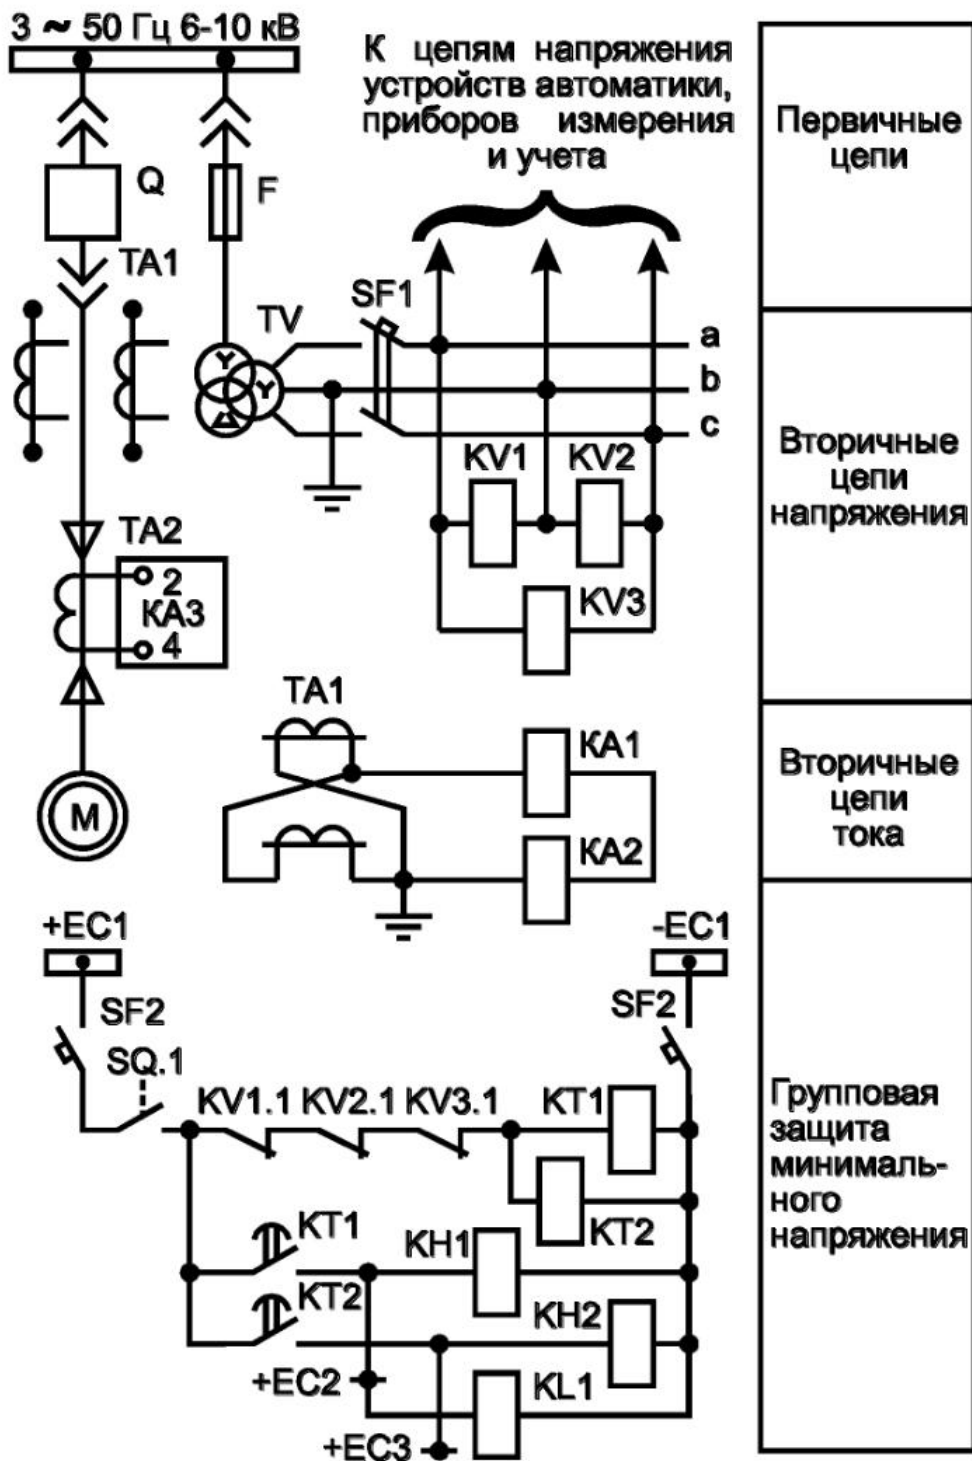 3 ~ 50 Гц 6-10 кВ
К цепям напряжения
устройств автоматики,
приборов измерения
и учета
Первичные
цепи
Q
F
TA1
TV
SF1
Y
Y
Δ
a
b
c
KV1
KV2
KV3
Вторичные
цепи
напряжения
TA2
2
КА3
4
М
TA1
КА1
КА2
Вторичные
цепи
тока
+EC1
-EC1
SF2
SF2
SQ.1
KV1.1
KV2.1
KV3.1
KT1
KT2
KT1
KH1
KT2
KH2
+EC2
KL1
+EC3
Групповая
защита
минималь-
ного
напряжения